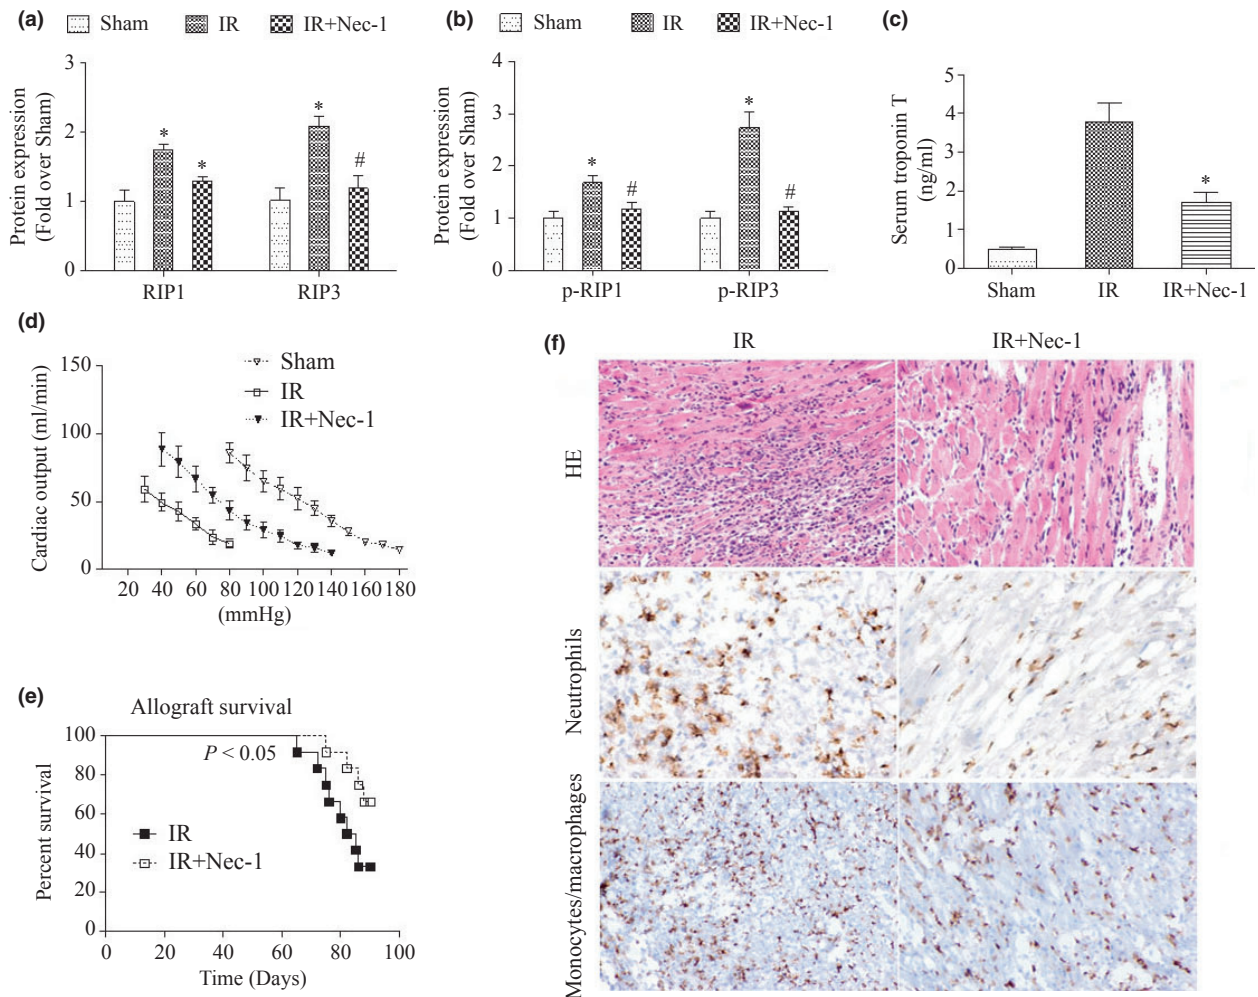 (a)
Sham IR IR+Nec-1
Protein expression
(Fold over Sham)
3
2
1
0
* * * #
RIP1 RIP3
(b)
Sham IR IR+Nec-1
Protein expression
(Fold over Sham)
4
3
2
1
0
* # * #
p-RIP1 p-RIP3
(c)
Serum troponin T
(ng/ml)
5
4
3
2
1
0
*
Sham IR IR+Nec-1
(d)
Sham
IR
IR+Nec-1
Cardiac output (ml/min)
150
100
50
0
20 40 60 80 100 120 140 160 180
(mmHg)
(e)
Allograft survival
P < 0.05
IR
IR+Nec-1
Percent survival
100
80
60
40
20
0
0 20 40 60 80 100
Time (Days)
(f)
IR IR+Nec-1
HE
Neutrophils
Monocytes/macrophages